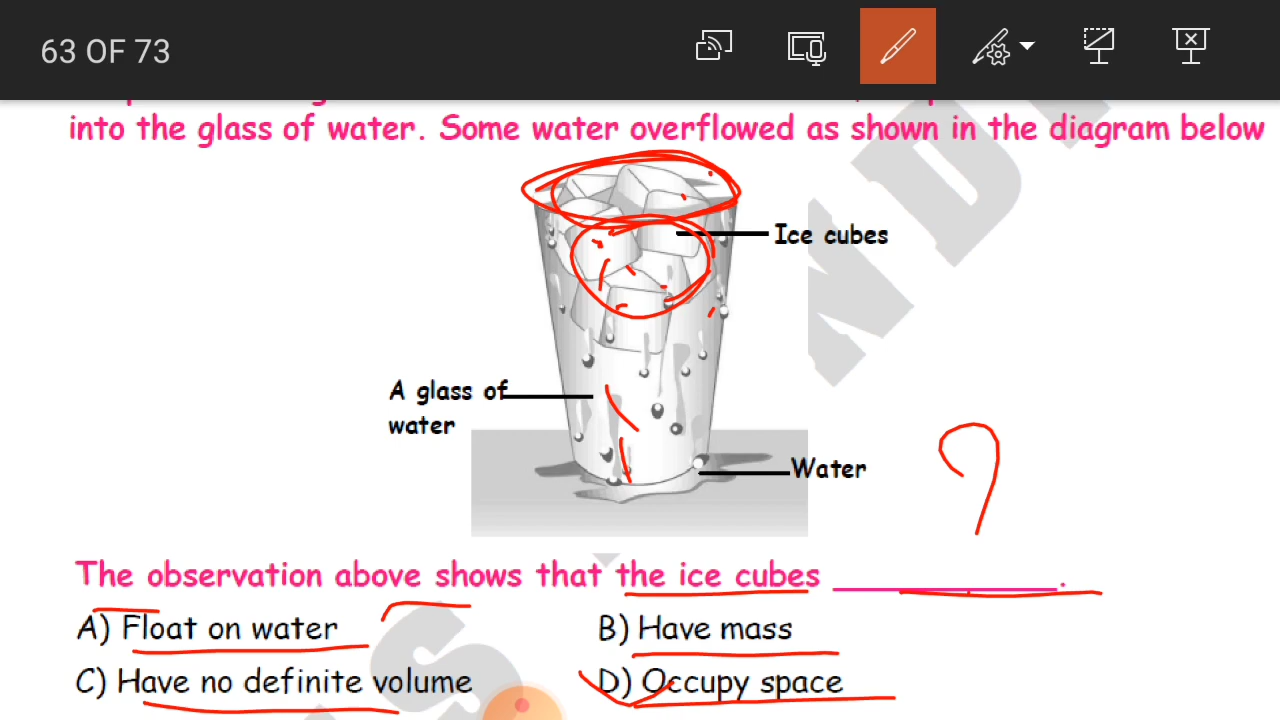 63 OF 73
into the glass of water. Some water overflowed as shown in the diagram below
Ice cubes
A glass of
water
Water
The observation above shows that the ice cubes ____________.
A) Float on water
B) Have mass
C) Have no definite volume
D) Occupy space